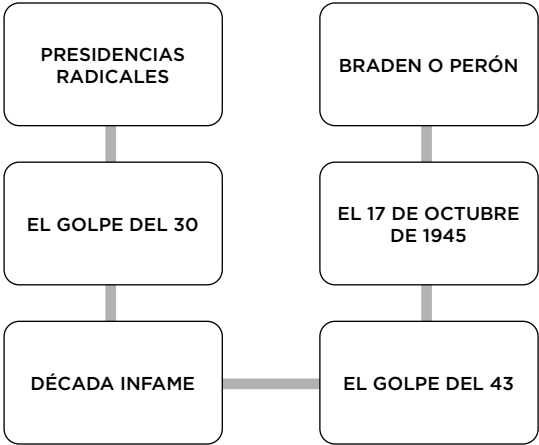 PRESIDENCIAS
RADICALES
EL GOLPE DEL 30
DÉCADA INFAME
EL GOLPE DEL 43
EL 17 DE OCTUBRE
DE 1945
BRADEN O PERÓN